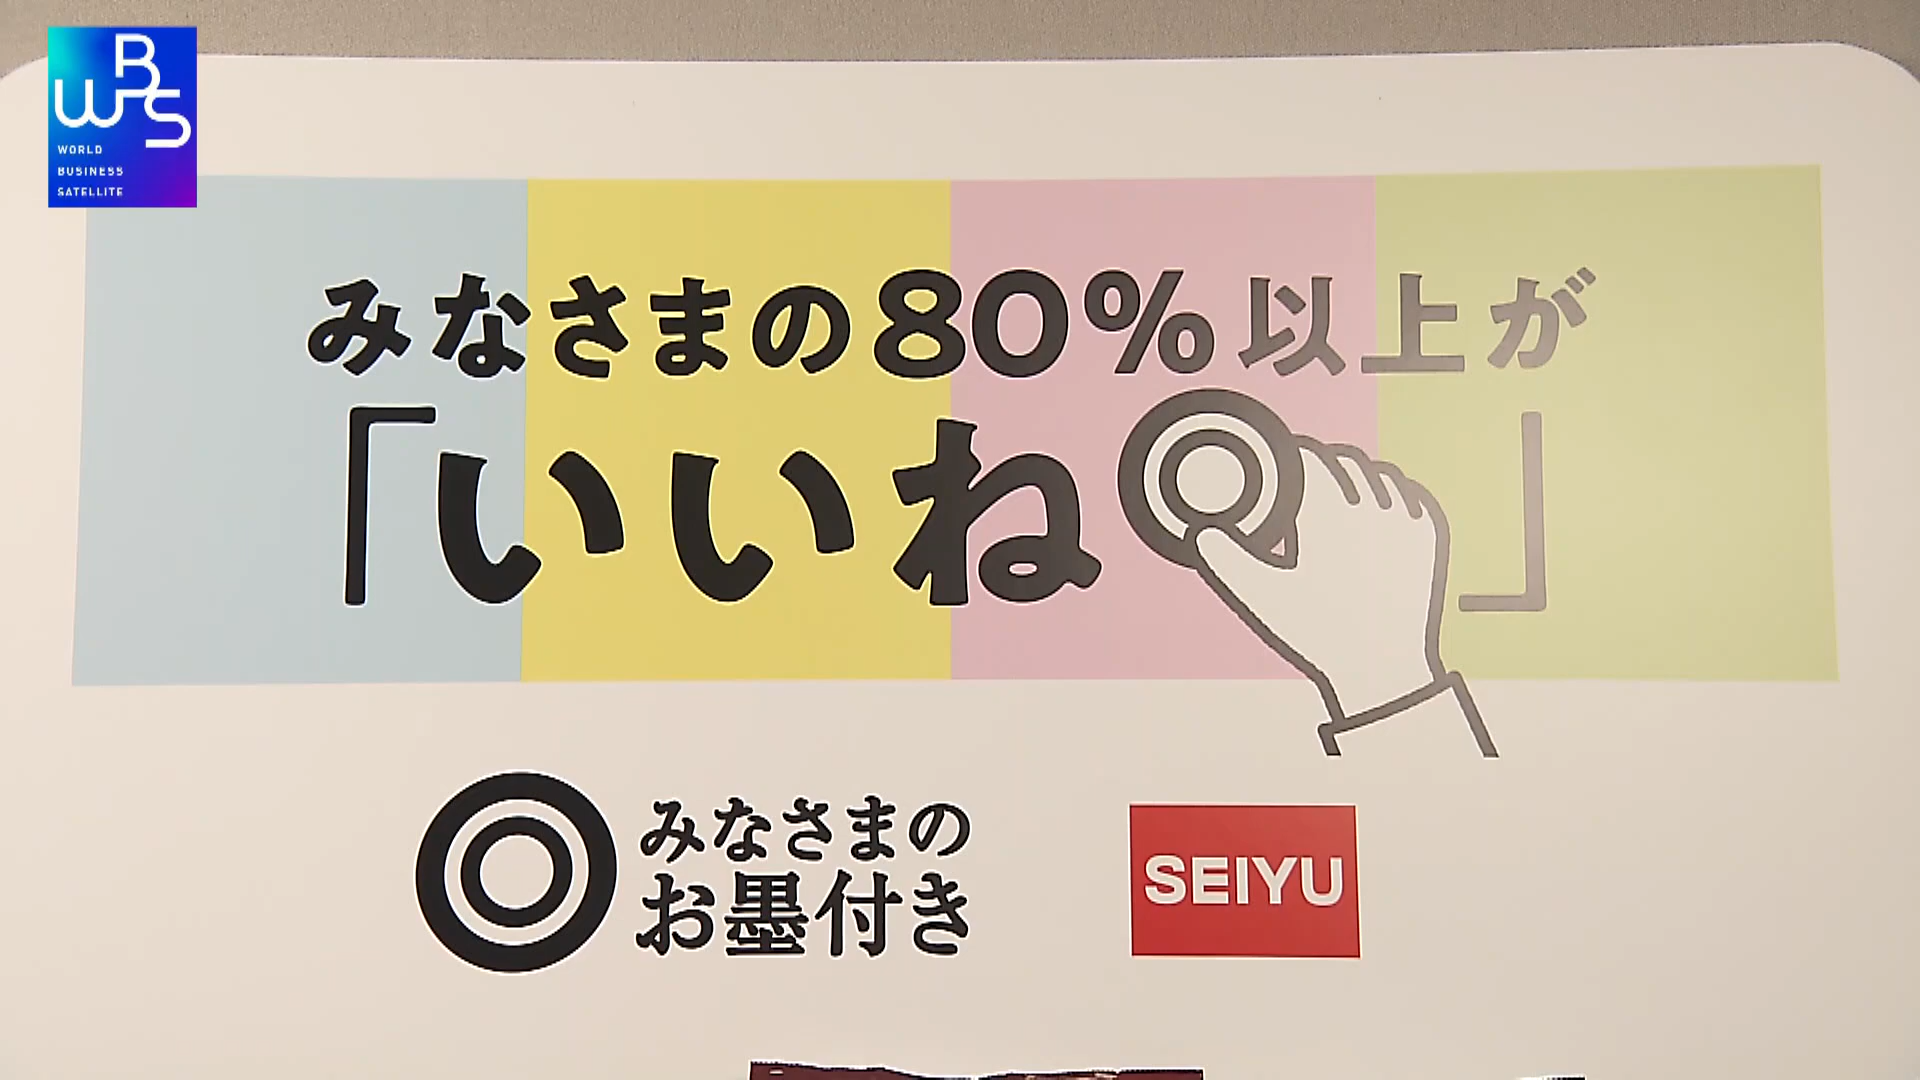 WBS
WORLD
BUSINESS
SATELLITE
みなさまの80%以上が
「いいね◎」
みなさまの
お墨付き
SEIYU